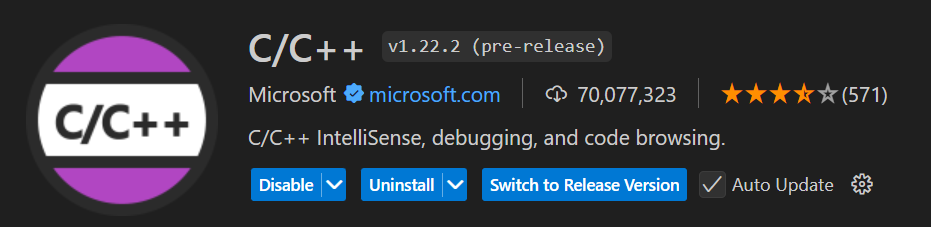 C/C++
C/C++ v1.22.2 (pre-release)
Microsoft microsoft.com 70,077,323 (571)
C/C++ IntelliSense, debugging, and code browsing.
Disable Uninstall Switch to Release Version Auto Update